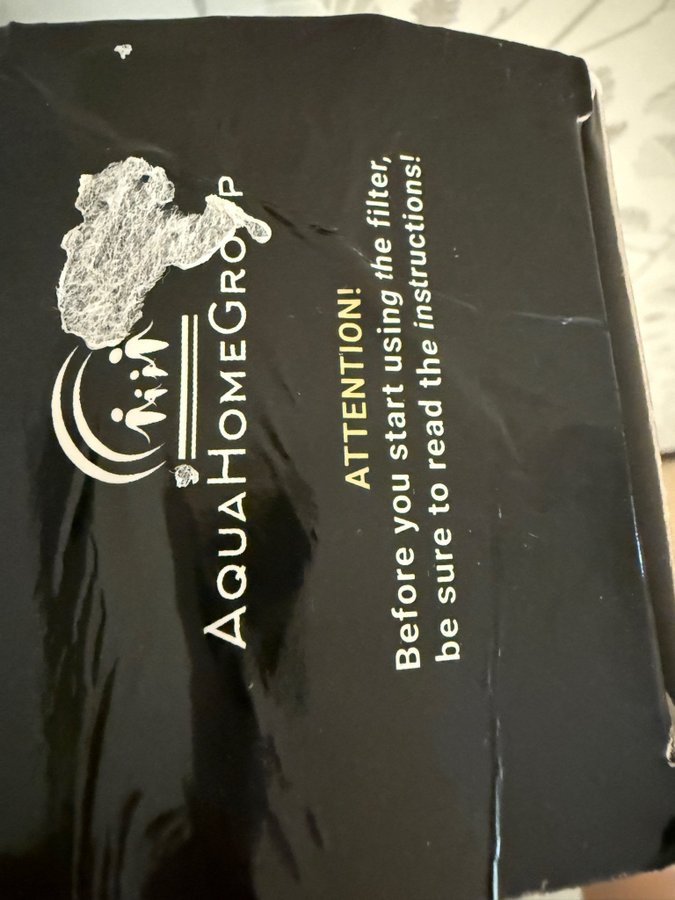 AQUAHOMEGROUP
ATTENTION!
Before you start using the filter,
be sure to read the instructions!